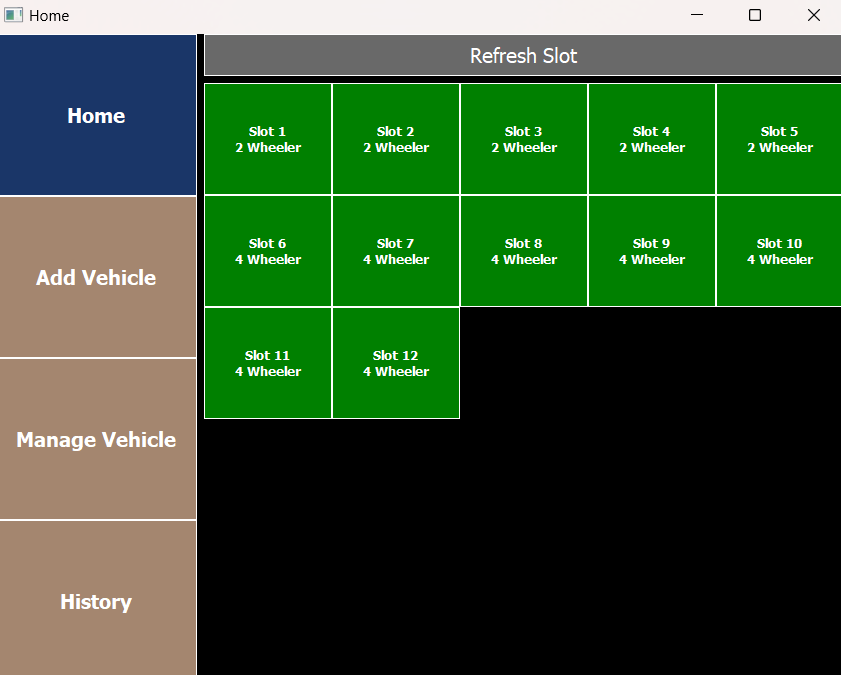 Home
Home
Add Vehicle
Manage Vehicle
History
Refresh Slot
Slot 1
2 Wheeler
Slot 2
2 Wheeler
Slot 3
2 Wheeler
Slot 4
2 Wheeler
Slot 5
2 Wheeler
Slot 6
4 Wheeler
Slot 7
4 Wheeler
Slot 8
4 Wheeler
Slot 9
4 Wheeler
Slot 10
4 Wheeler
Slot 11
4 Wheeler
Slot 12
4 Wheeler